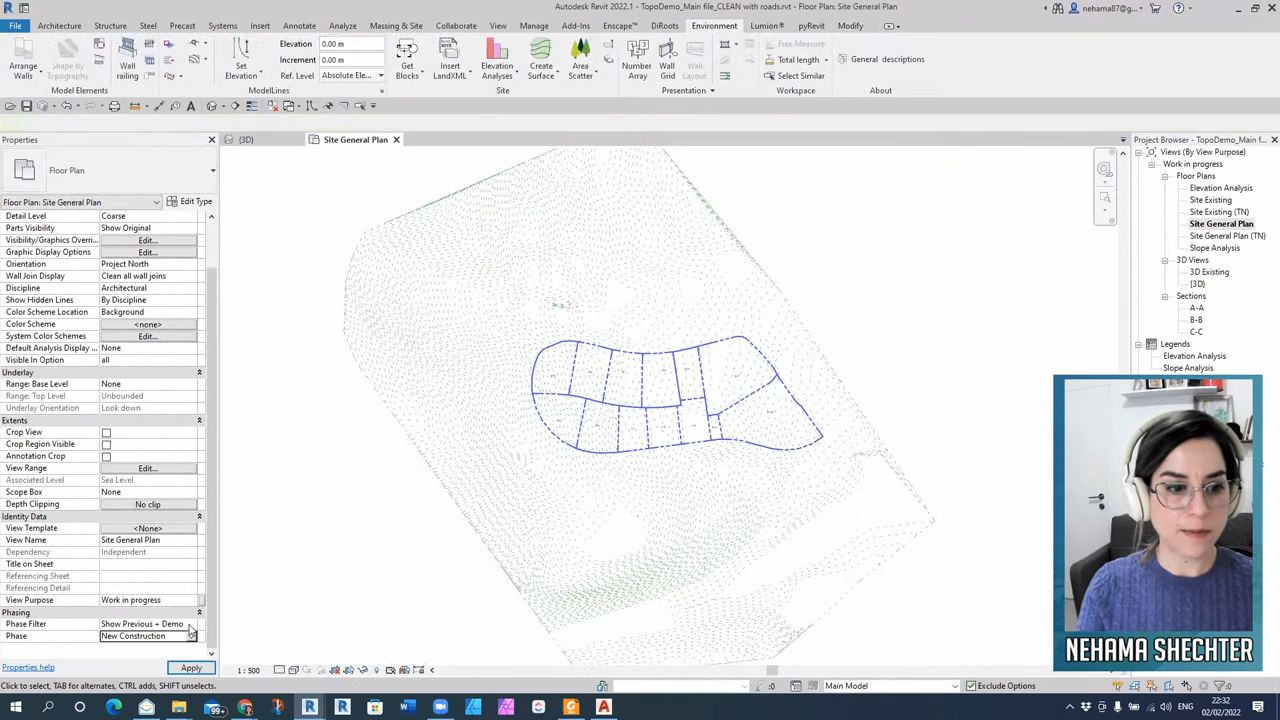 Autodesk Revit 2022.1 - TopoDemo_Main file_CLEAN with roads.rvt - Floor Plan: Site General Plan
nehama87@g...
File Architecture Structure Steel Precast Systems Insert Annotate Analyze Massing & Site Collaborate View Manage Add-Ins Enscape™ DiRoots Environment Lumion® pyRevit Modify
Arrange Walls
Shape by Topography
Wall railing
Set Elevation
Elevation 0.00 m
Increment 0.00 m
Ref. Level Absolute Ele...
Get Blocks
Insert LandXML
Elevation Analyses
Create Surface
Area Scatter
Number Array
Wall Grid
Wall Layout
Free Measure
Total length
Select Similar
General descriptions
Model Elements ModelLines Site Presentation Workspace About
Properties
{3D}
Site General Plan
Floor Plan
Floor Plan: Site General Plan Edit Type
Detail Level Coarse
Parts Visibility Show Original
Visibility/Graphics Overri... Edit...
Graphic Display Options Edit...
Orientation Project North
Wall Join Display Clean all wall joins
Discipline Architectural
Show Hidden Lines By Discipline
Color Scheme Location Background
Color Scheme <none>
System Color Schemes Edit...
Default Analysis Display ... None
Visible In Option all
Underlay
Range: Base Level None
Range: Top Level Unbounded
Underlay Orientation Look down
Extents
Crop View
Crop Region Visible
Annotation Crop
View Range Edit...
Associated Level Sea Level
Scope Box None
Depth Clipping No clip
Identity Data
View Template <None>
View Name Site General Plan
Dependency Independent
Title on Sheet
Referencing Sheet
Referencing Detail
View Purpose Work in progress
Phasing
Phase Filter Show Previous + Demo
Phase New Construction
Properties help Apply
Project Browser - TopoDemo_Main f...
Views (By View Purpose)
Work in progress
Floor Plans
Elevation Analysis
Site Existing
Site Existing (TN)
Site General Plan
Site General Plan (TN)
Slope Analysis
3D Views
3D Existing
{3D}
Sections
A-A
B-B
C-C
Legends
Elevation Analysis
Slope Analysis
NEHAMA SHECHTER
1 : 500
Click to select, TAB for alternates, CTRL adds, SHIFT unselects.
:0
Main Model
Exclude Options
:0
99+
ENG
22:32
02/02/2022